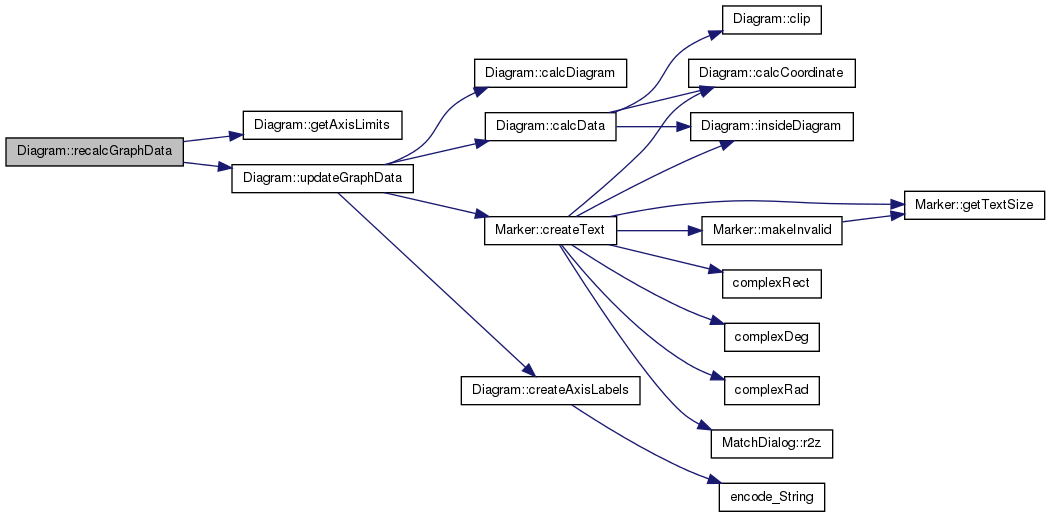 Diagram::clip
Diagram::calcDiagram
Diagram::calcCoordinate
Diagram::getAxisLimits
Diagram::calcData
Diagram::insideDiagram
Diagram::recalcGraphData
Diagram::updateGraphData
Marker::getTextSize
Marker::createText
Marker::makeInvalid
complexRect
complexDeg
Diagram::createAxisLabels
complexRad
MatchDialog::r2z
encode_String